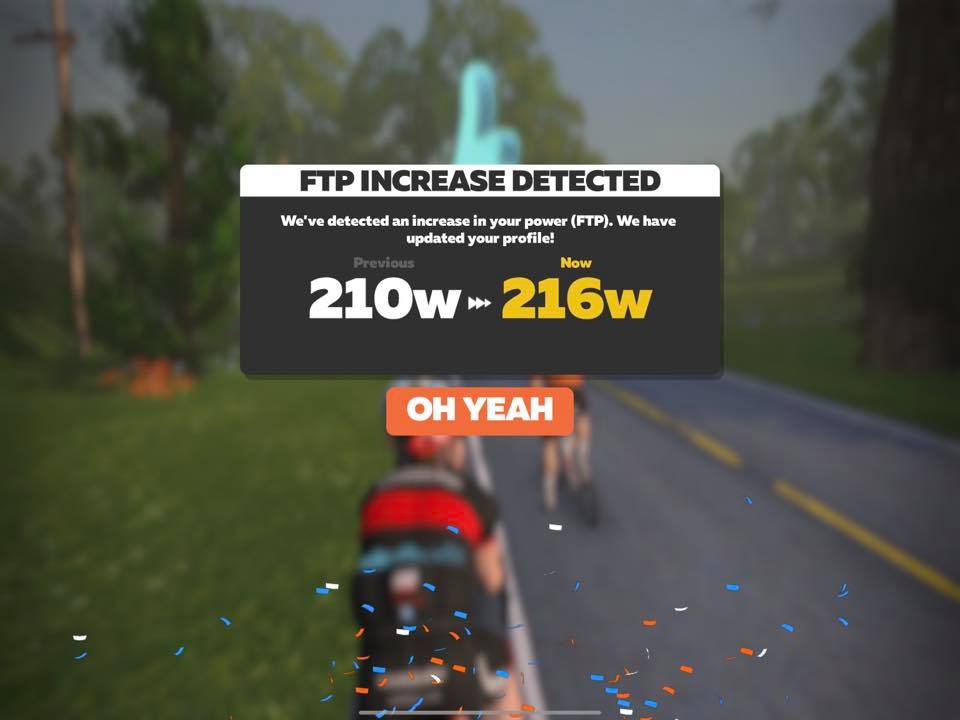 FTP INCREASE DETECTED
We've detected an increase in your power (FTP). We have
updated your profile!
Previous Now
210w 216w
OH YEAH